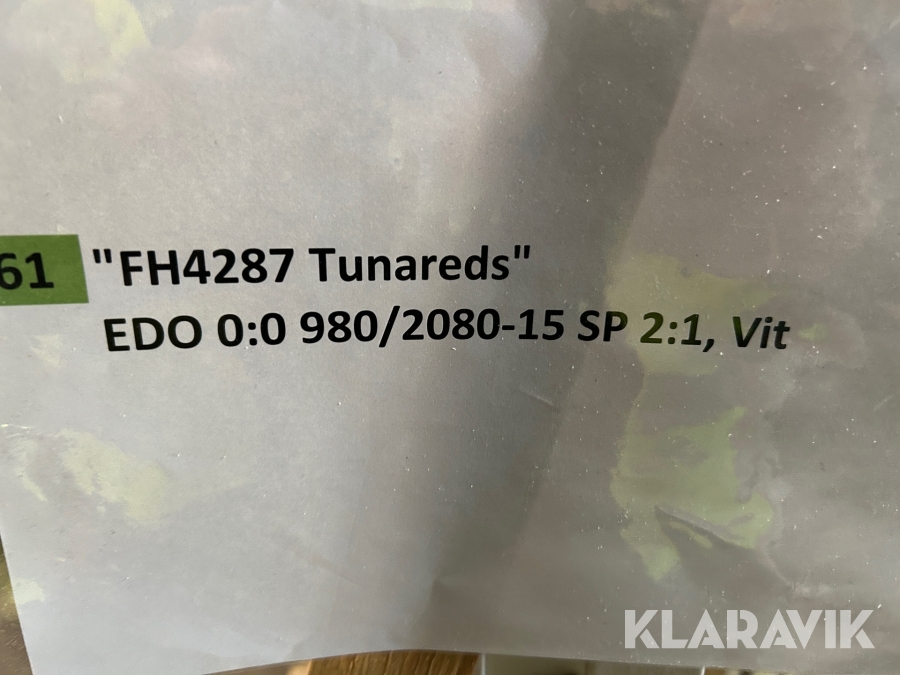 61 "FH4287 Tunareds"
EDO 0:0 980/2080-15 SP 2:1, Vit
KLARAVIK